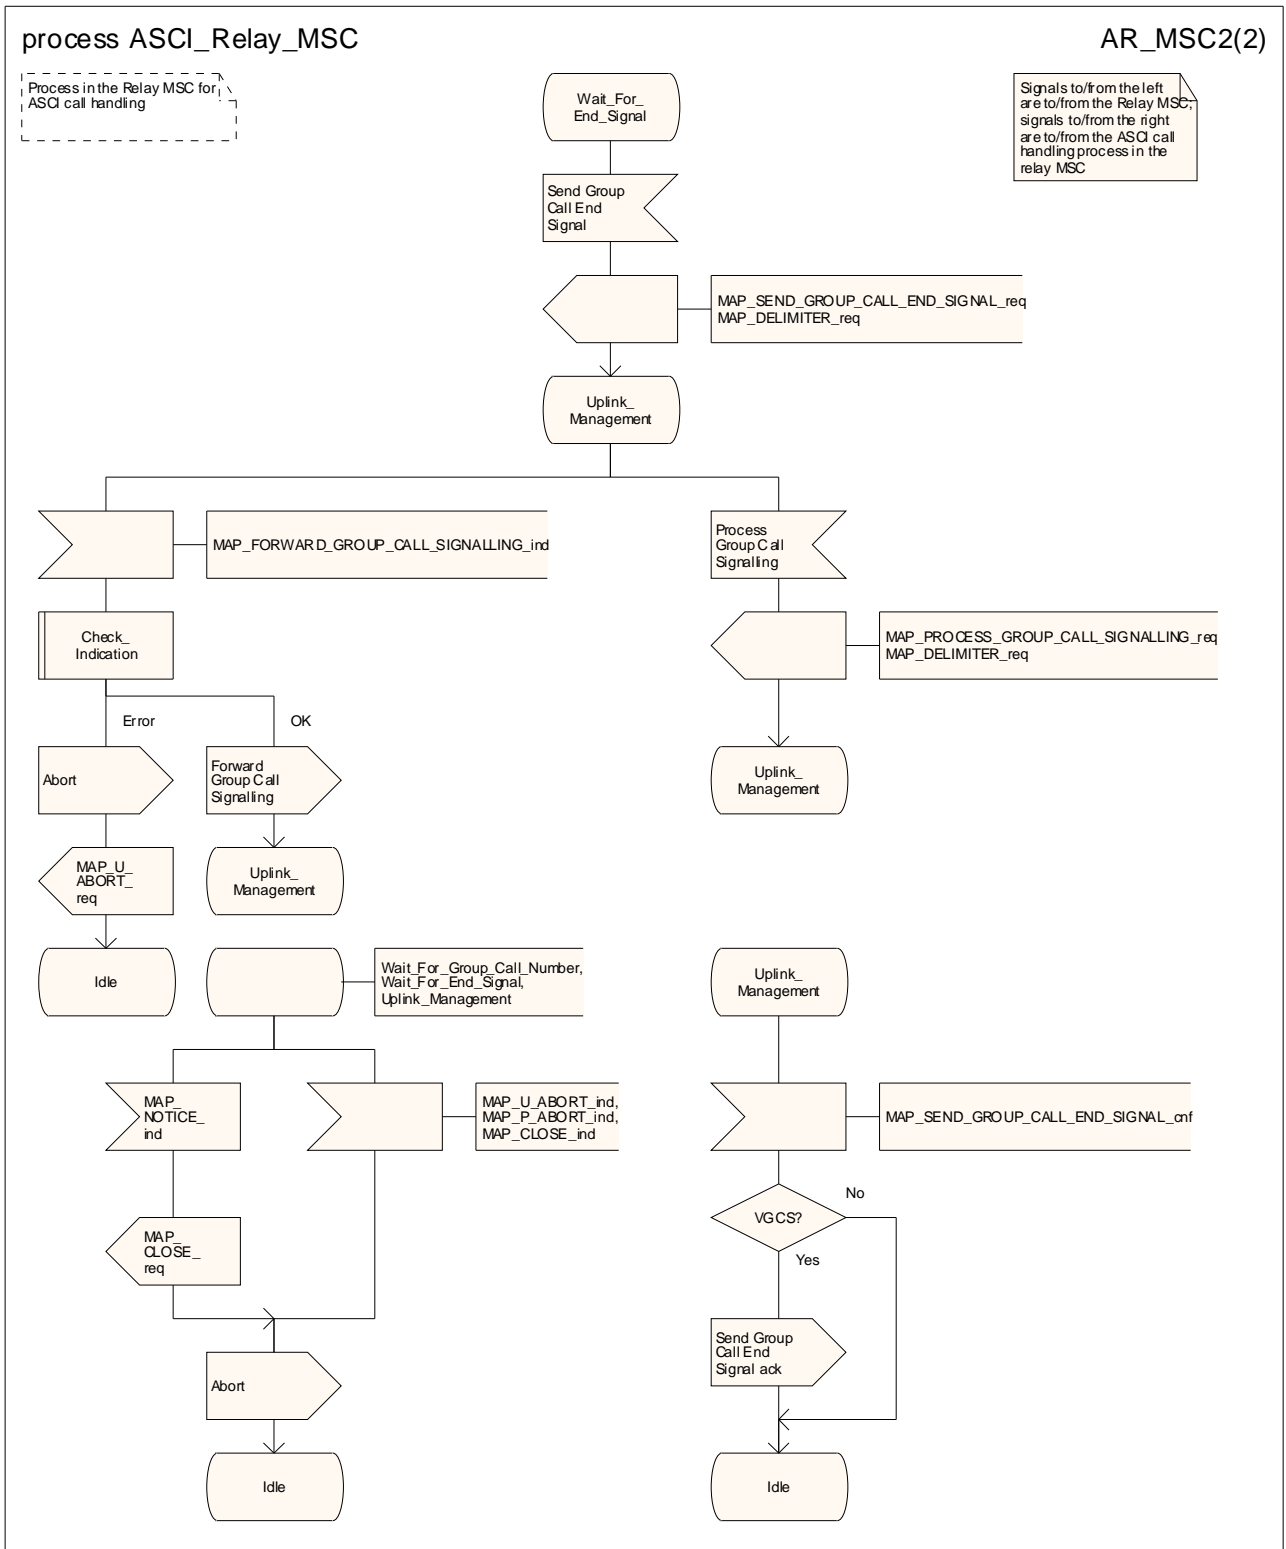 process ASCI_Relay_MSC
AR_MSC2(2)
Process in the Relay MSC for
ASCI call handling
Signals to/from the left
are to/from the Relay MSC;
signals to/from the right
are to/from the ASCI call
handling process in the
relay MSC
Wait_For_
End_Signal
Send Group
Call End
Signal
MAP_SEND_GROUP_CALL_END_SIGNAL_req
MAP_DELIMITER_req
Uplink_
Management
MAP_FORWARD_GROUP_CALL_SIGNALLING_ind
Process
Group Call
Signalling
Check_
Indication
MAP_PROCESS_GROUP_CALL_SIGNALLING_req
MAP_DELIMITER_req
Error
OK
Abort
Forward
Group Call
Signalling
Uplink_
Management
MAP_U_
ABORT_
req
Uplink_
Management
Idle
Wait_For_Group_Call_Number,
Wait_For_End_Signal,
Uplink_Management
Uplink_
Management
MAP_
NOTICE_
ind
MAP_U_ABORT_ind,
MAP_P_ABORT_ind,
MAP_CLOSE_ind
MAP_SEND_GROUP_CALL_END_SIGNAL_cnf
No
VGCS?
Yes
MAP_
CLOSE_
req
Send Group
Call End
Signal ack
Abort
Idle
Idle